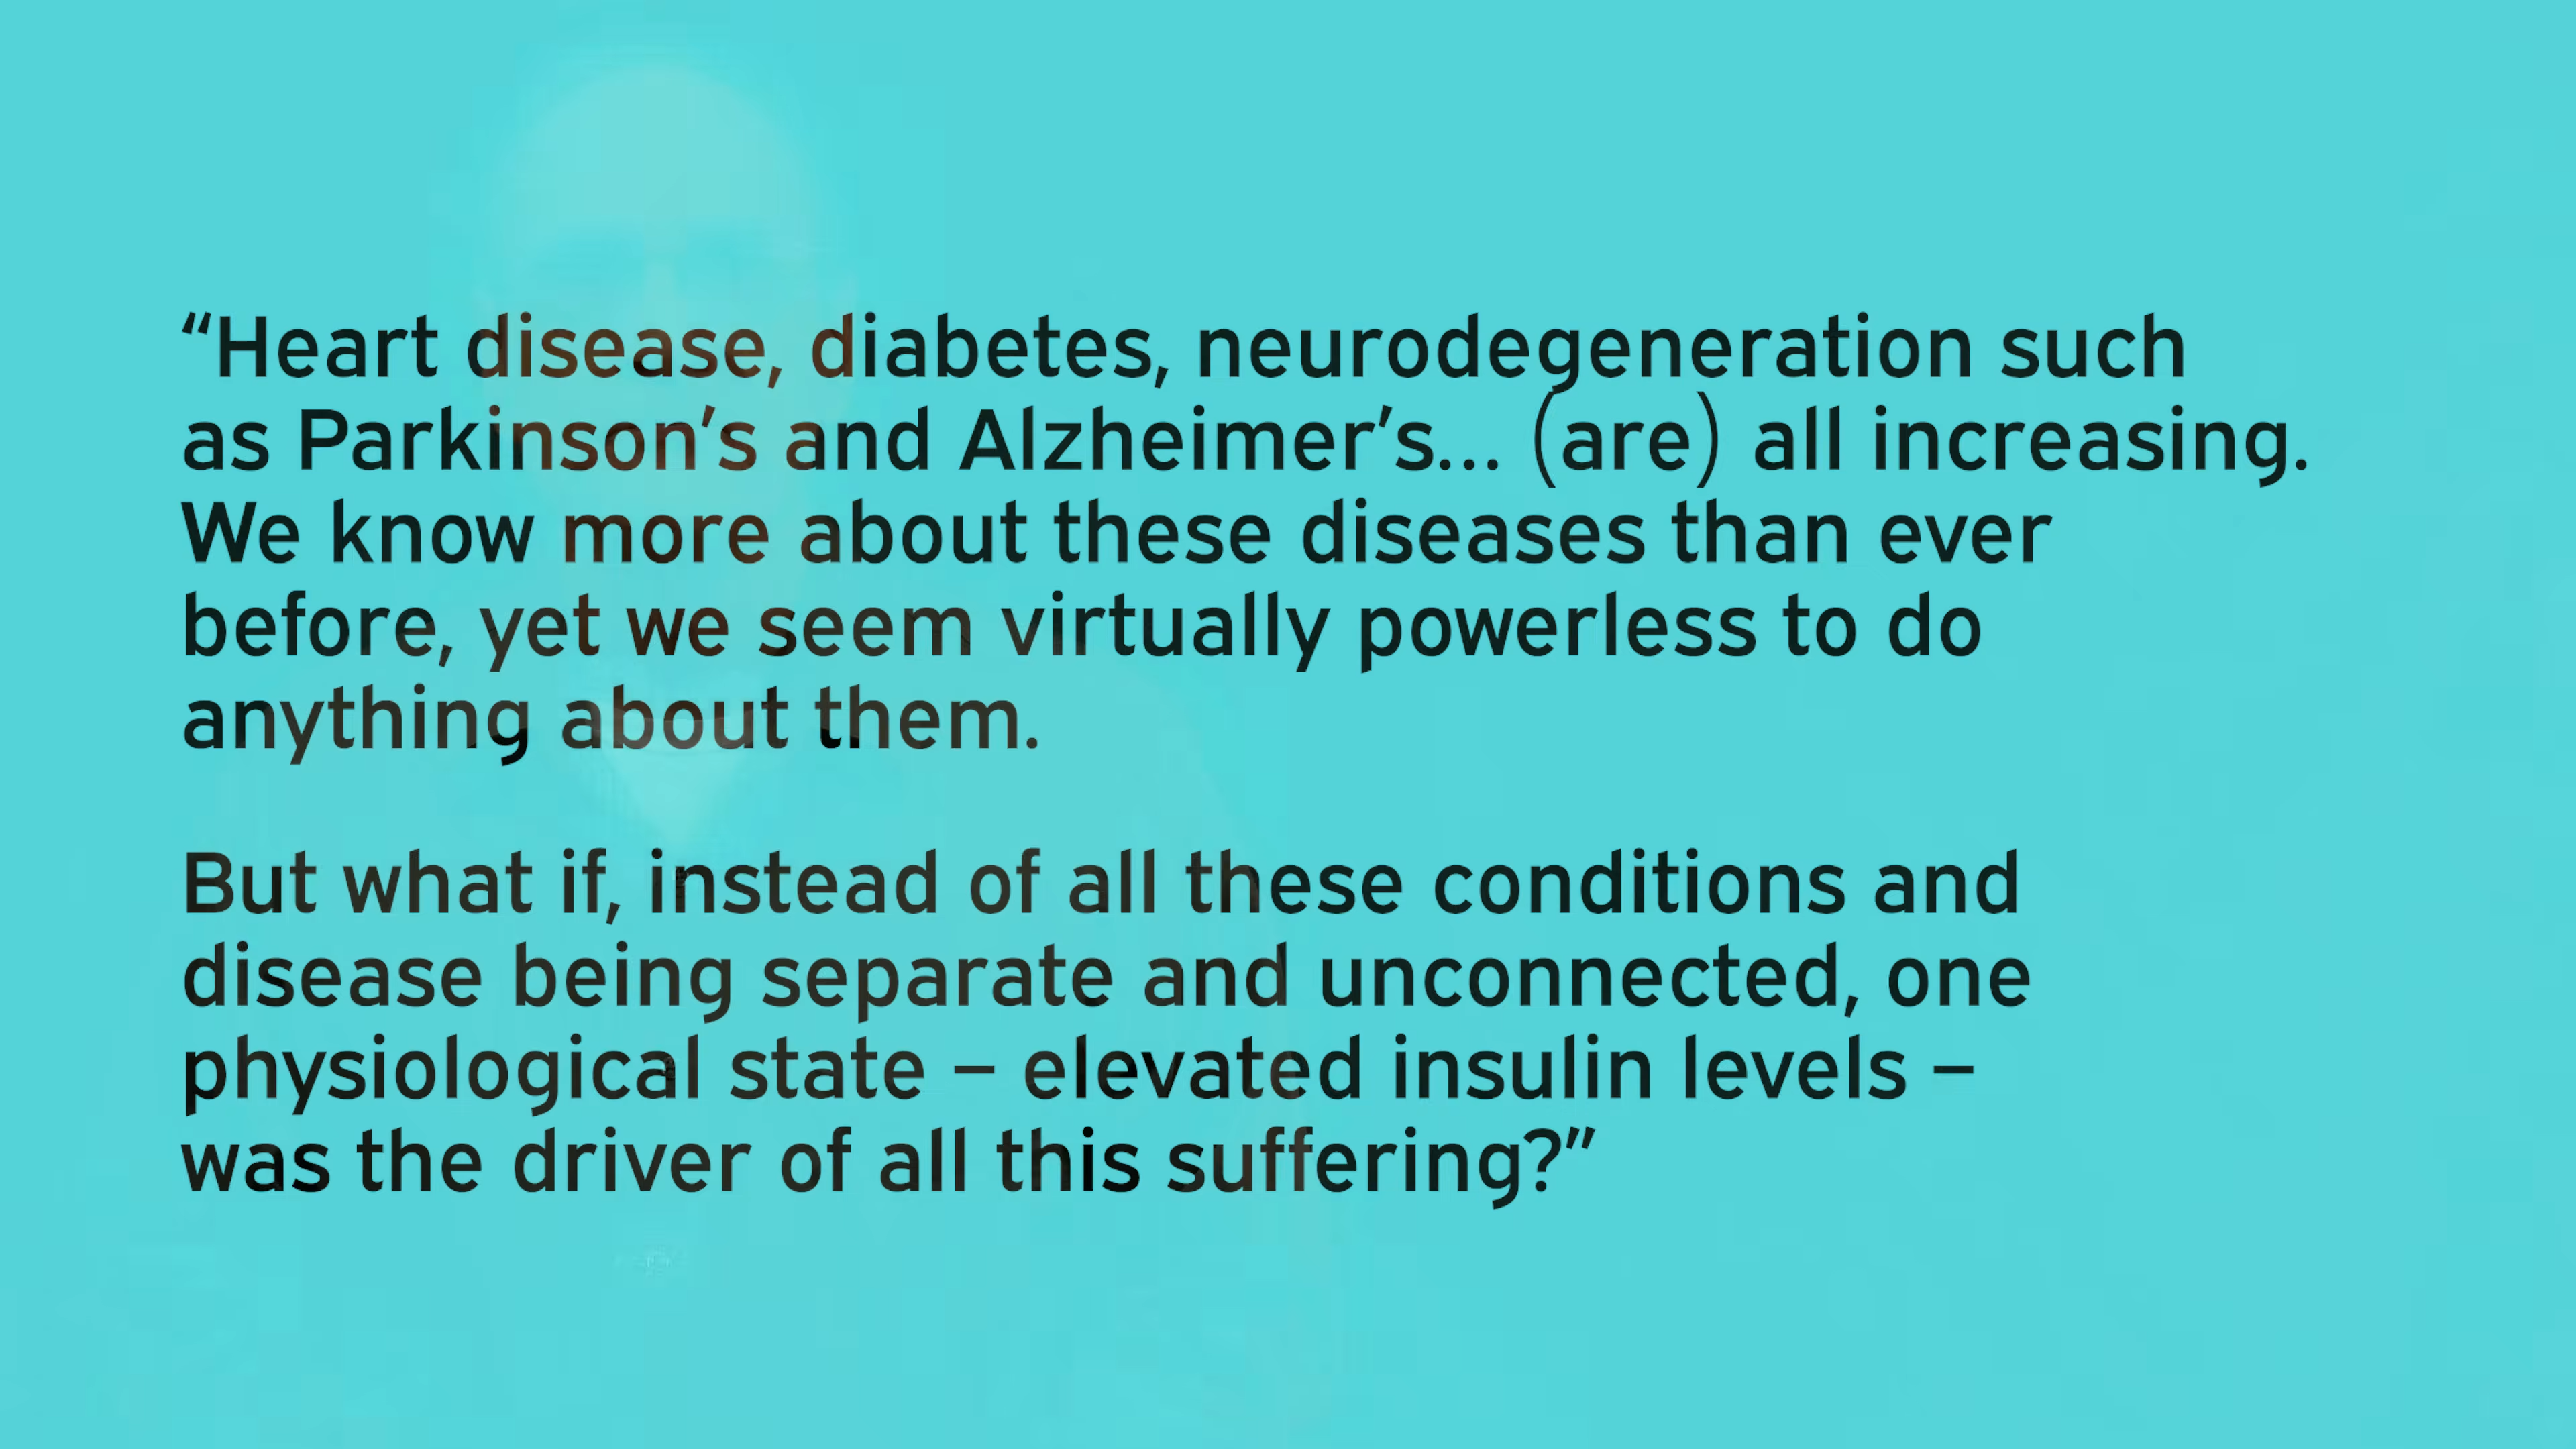 “Heart disease, diabetes, neurodegeneration such
as Parkinson’s and Alzheimer’s... (are) all increasing.
We know more about these diseases than ever
before, yet we seem virtually powerless to do
anything about them.
But what if, instead of all these conditions and
disease being separate and unconnected, one
physiological state – elevated insulin levels –
was the driver of all this suffering?”